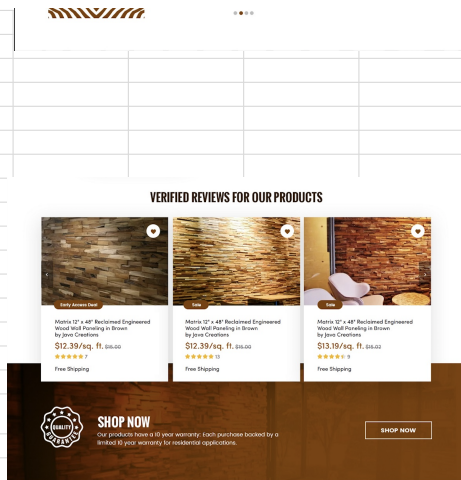 VERIFIED REVIEWS FOR OUR PRODUCTS
Early Access Deal
Sale
Sale
Matrix 12" x 48" Reclaimed Engineered
Wood Wall Paneling in Brown
by Java Creations
$12.39/sq. ft. $15.00
7
Free Shipping
Matrix 12" x 48" Reclaimed Engineered
Wood Wall Paneling in Brown
by Java Creations
$12.39/sq. ft. $15.00
13
Free Shipping
Matrix 12" x 48" Reclaimed Engineered
Wood Wall Paneling in Brown
by Java Creations
$13.19/sq. ft. $15.02
9
Free Shipping
QUALITY
GUARANTEE
SHOP NOW
Our products have a 10 year warranty: Each purchase backed by a
limited 10 year warranty for residential applications.
SHOP NOW